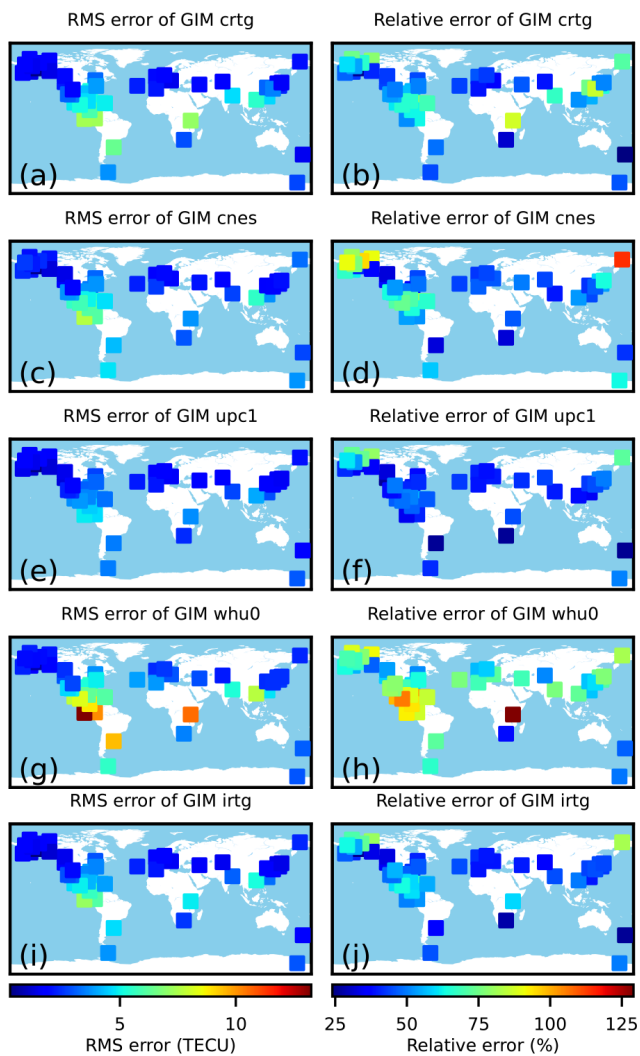 RMS error of GIM crtg
Relative error of GIM crtg
(a)
(b)
RMS error of GIM cnes
Relative error of GIM cnes
(c)
(d)
RMS error of GIM upc1
Relative error of GIM upc1
(e)
(f)
RMS error of GIM whu0
Relative error of GIM whu0
(g)
(h)
RMS error of GIM irtg
Relative error of GIM irtg
(i)
(j)
5 10
25 50 75 100 125
RMS error (TECU)
Relative error (%)